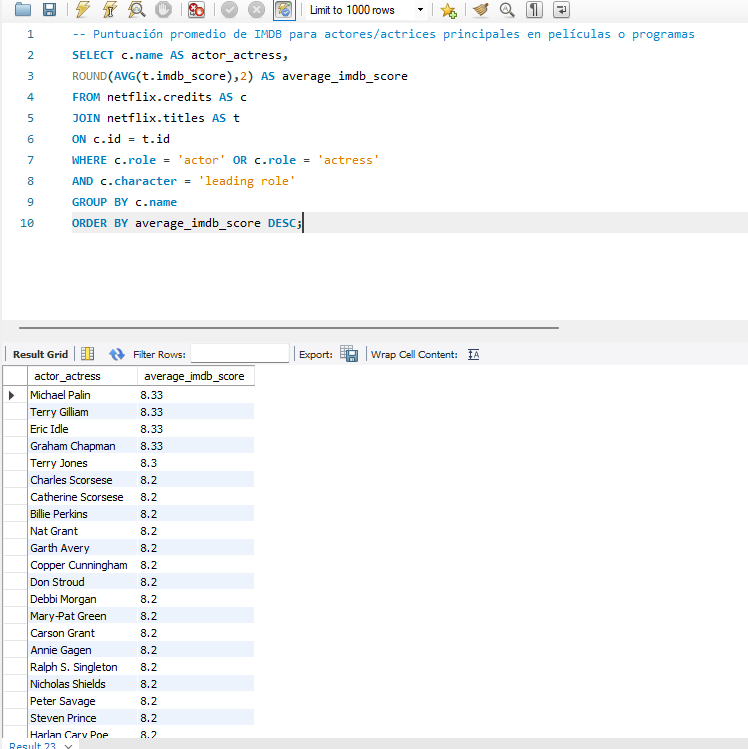 Limit to 1000 rows
1 -- Puntuación promedio de IMDB para actores/actrices principales en películas o programas
2 SELECT c.name AS actor_actress,
3 ROUND(AVG(t.imdb_score),2) AS average_imdb_score
4 FROM netflix.credits AS c
5 JOIN netflix.titles AS t
6 ON c.id = t.id
7 WHERE c.role = 'actor' OR c.role = 'actress'
8 AND c.character = 'leading role'
9 GROUP BY c.name
10 ORDER BY average_imdb_score DESC;
Result Grid Filter Rows: Export: Wrap Cell Content: IA
actor_actress average_imdb_score
Michael Palin 8.33
Terry Gilliam 8.33
Eric Idle 8.33
Graham Chapman 8.33
Terry Jones 8.3
Charles Scorsese 8.2
Catherine Scorsese 8.2
Billie Perkins 8.2
Nat Grant 8.2
Garth Avery 8.2
Copper Cunningham 8.2
Don Stroud 8.2
Debbi Morgan 8.2
Mary-Pat Green 8.2
Carson Grant 8.2
Annie Gagen 8.2
Ralph S. Singleton 8.2
Nicholas Shields 8.2
Peter Savage 8.2
Steven Prince 8.2
Harlan Cary Poe 8.2
Result 23